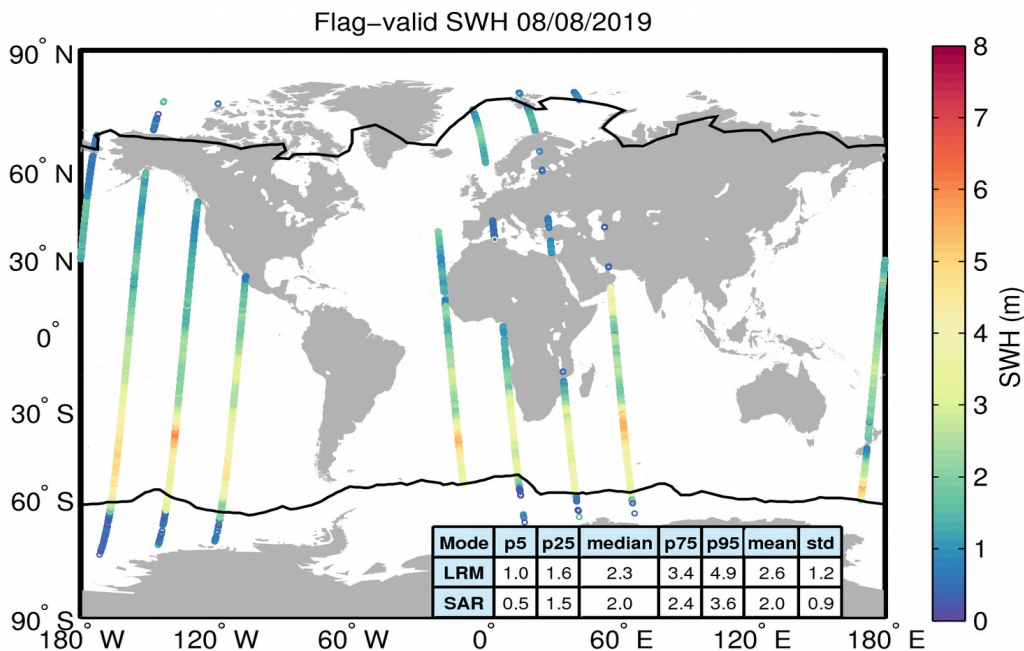 Flag−valid SWH 08/08/2019
90° N
60° N
30° N
0°
30° S
60° S
90° S
180° W
120° W
60° W
0°
60° E
120° E
180° E
Mode p5 p25 median p75 p95 mean std
LRM 1.0 1.6 2.3 3.4 4.9 2.6 1.2
SAR 0.5 1.5 2.0 2.4 3.6 2.0 0.9
8
7
6
5
4
3
2
1
0
SWH (m)